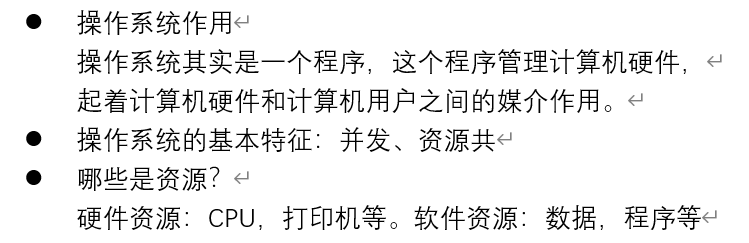 ● 操作系统作用
操作系统其实是一个程序，这个程序管理计算机硬件，
起着计算机硬件和计算机用户之间的媒介作用。
● 操作系统的基本特征：并发、资源共
● 哪些是资源？
硬件资源：CPU，打印机等。软件资源：数据，程序等